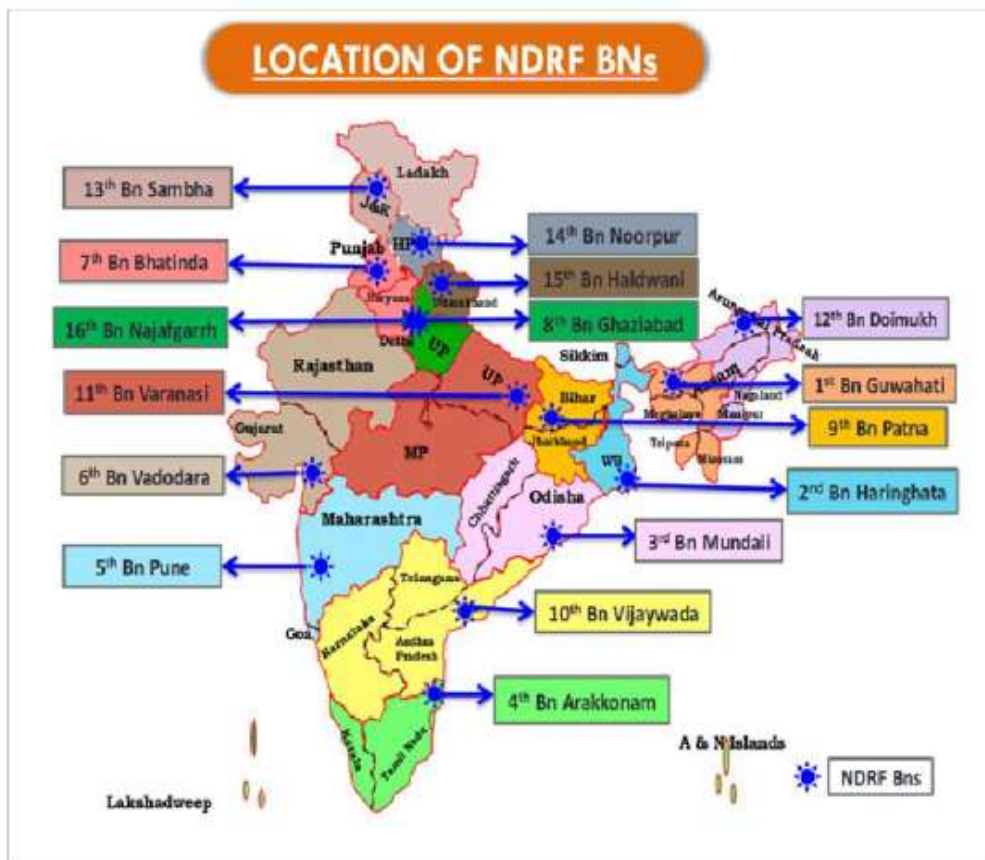 LOCATION OF NDRF BNs
Ladakh
13th Bn Sambha
J&K
14th Bn Noorpur
HP
Punjab
7th Bn Bhatinda
15th Bn Haldwani
Haryana
Uttarakhand
Arunachal Pradesh
12th Bn Doimukh
16th Bn Najafgarrh
8th Bn Ghaziabad
Delhi
UP
Sikkim
Rajasthan
UP
Assam
1st Bn Guwahati
11th Bn Varanasi
Bihar
Nagaland
Meghalaya
Manipur
9th Bn Patna
Gujarat
Jharkhand
Tripura
Mizoram
MP
WB
6th Bn Vadodara
2nd Bn Haringhata
Chhattisgarh
Odisha
Maharashtra
3rd Bn Mundali
5th Bn Pune
Telangana
10th Bn Vijaywada
Goa
Karnataka
Andhra
Pradesh
4th Bn Arakkonam
Kerala
Tamil Nadu
A & N Islands
NDRF Bns
Lakshadweep